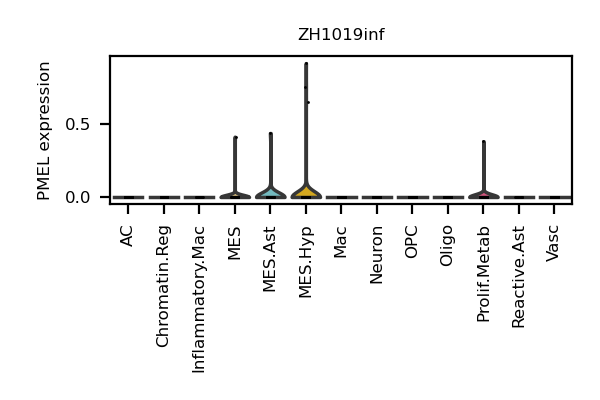 ZH1019inf
PMEL expression
0.5
0.0
AC
Chromatin.Reg
Inflammatory.Mac
MES
MES.Ast
MES.Hyp
Mac
Neuron
OPC
Oligo
Prolif.Metab
Reactive.Ast
Vasc